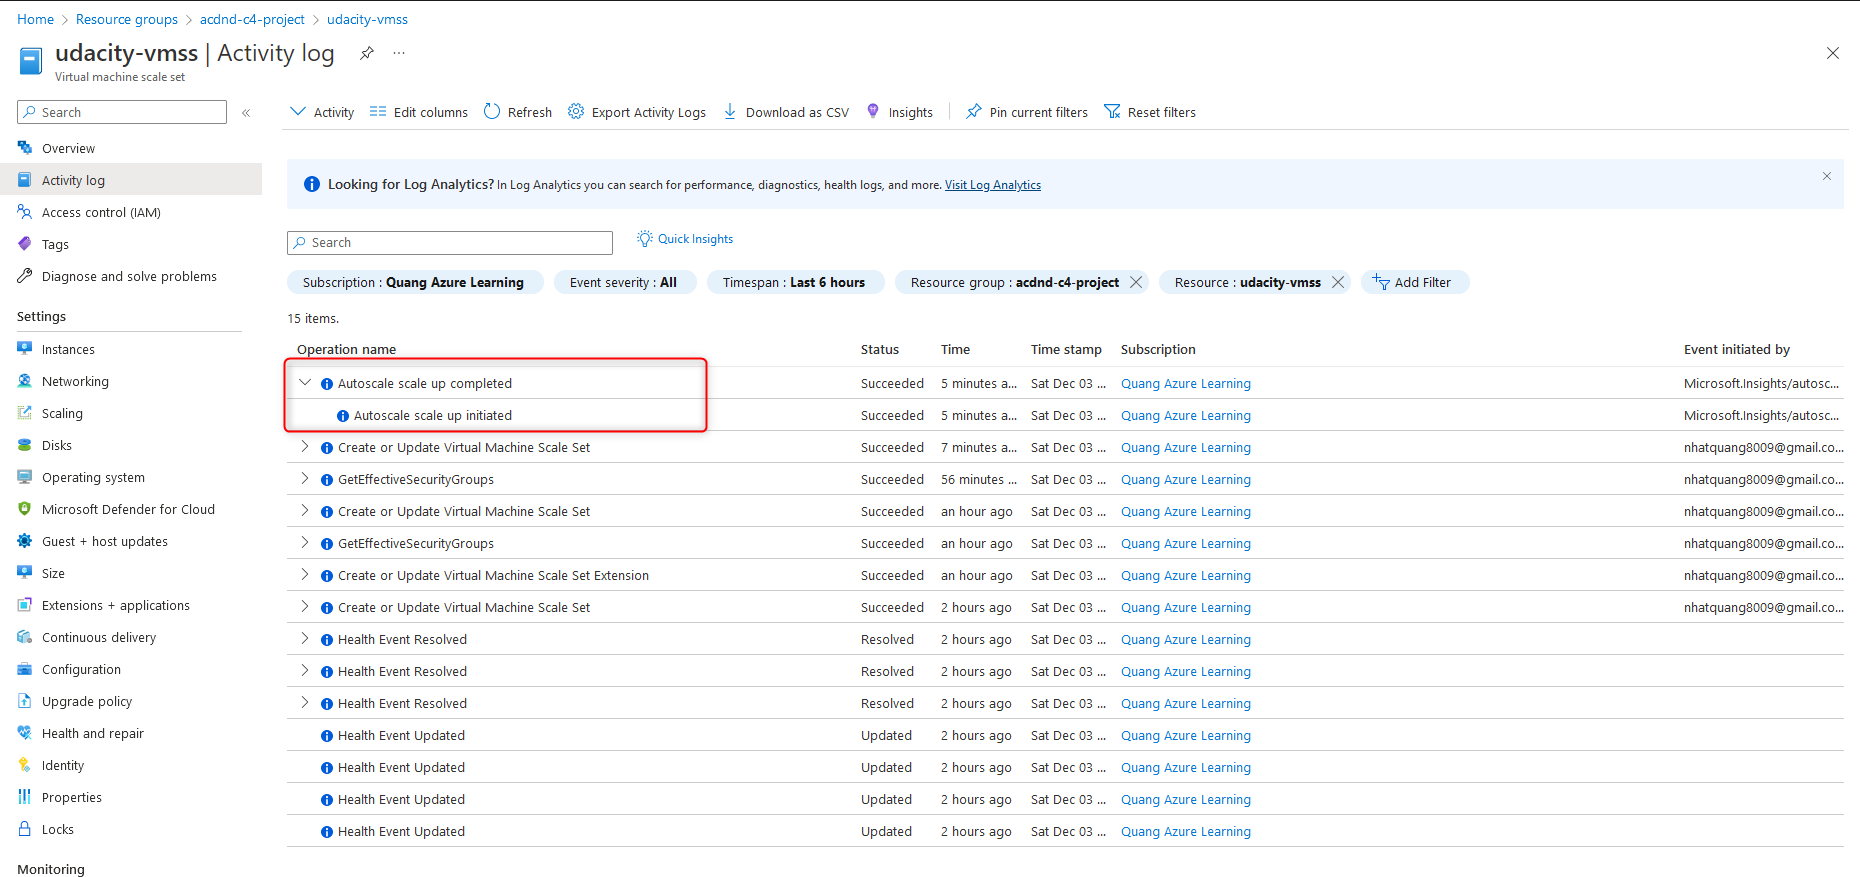 Home > Resource groups > acdnd-c4-project > udacity-vmss
udacity-vmss | Activity log ...
Virtual machine scale set
Search «
Overview
Activity log
Access control (IAM)
Tags
Diagnose and solve problems
Settings
Instances
Networking
Scaling
Disks
Operating system
Microsoft Defender for Cloud
Guest + host updates
Size
Extensions + applications
Continuous delivery
Configuration
Upgrade policy
Health and repair
Identity
Properties
Locks
Monitoring
Activity Edit columns Refresh Export Activity Logs Download as CSV Insights Pin current filters Reset filters
Looking for Log Analytics? In Log Analytics you can search for performance, diagnostics, health logs, and more. Visit Log Analytics
Search Quick Insights
Subscription : Quang Azure Learning Event severity : All Timespan : Last 6 hours Resource group : acdnd-c4-project Resource : udacity-vmss Add Filter
15 items.
Operation name Status Time Time stamp Subscription Event initiated by
Autoscale scale up completed Succeeded 5 minutes a... Sat Dec 03 ... Quang Azure Learning Microsoft.Insights/autosc...
Autoscale scale up initiated Succeeded 5 minutes a... Sat Dec 03 ... Quang Azure Learning Microsoft.Insights/autosc...
Create or Update Virtual Machine Scale Set Succeeded 7 minutes a... Sat Dec 03 ... Quang Azure Learning nhatquang8009@gmail.co...
GetEffectiveSecurityGroups Succeeded 56 minutes ... Sat Dec 03 ... Quang Azure Learning nhatquang8009@gmail.co...
Create or Update Virtual Machine Scale Set Succeeded an hour ago Sat Dec 03 ... Quang Azure Learning nhatquang8009@gmail.co...
GetEffectiveSecurityGroups Succeeded an hour ago Sat Dec 03 ... Quang Azure Learning nhatquang8009@gmail.co...
Create or Update Virtual Machine Scale Set Extension Succeeded an hour ago Sat Dec 03 ... Quang Azure Learning nhatquang8009@gmail.co...
Create or Update Virtual Machine Scale Set Succeeded 2 hours ago Sat Dec 03 ... Quang Azure Learning nhatquang8009@gmail.co...
Health Event Resolved Resolved 2 hours ago Sat Dec 03 ... Quang Azure Learning
Health Event Resolved Resolved 2 hours ago Sat Dec 03 ... Quang Azure Learning
Health Event Resolved Resolved 2 hours ago Sat Dec 03 ... Quang Azure Learning
Health Event Updated Updated 2 hours ago Sat Dec 03 ... Quang Azure Learning
Health Event Updated Updated 2 hours ago Sat Dec 03 ... Quang Azure Learning
Health Event Updated Updated 2 hours ago Sat Dec 03 ... Quang Azure Learning
Health Event Updated Updated 2 hours ago Sat Dec 03 ... Quang Azure Learning